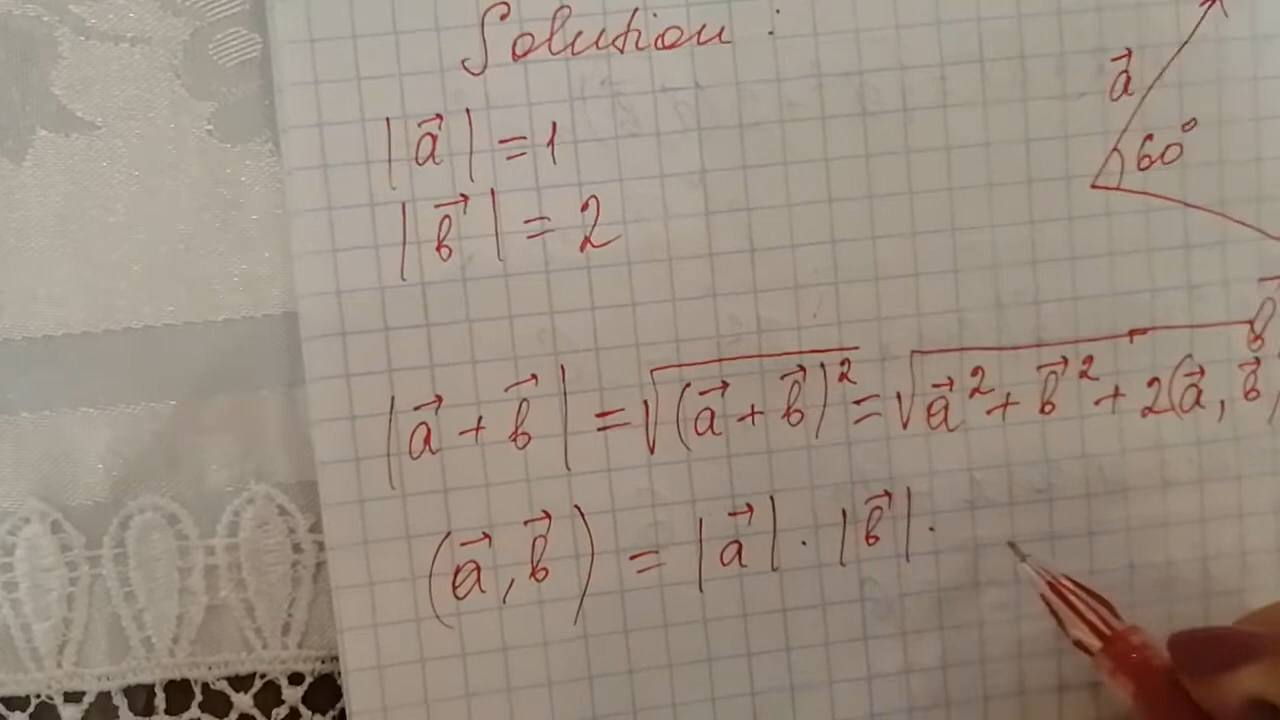 Solution:
|a⃗| = 1
|b⃗| = 2
a⃗
60°
b⃗
|a⃗ + b⃗| = √(a⃗ + b⃗)² = √a⃗² + b⃗² + 2(a⃗, b⃗)
(a⃗, b⃗) = |a⃗| · |b⃗| ·